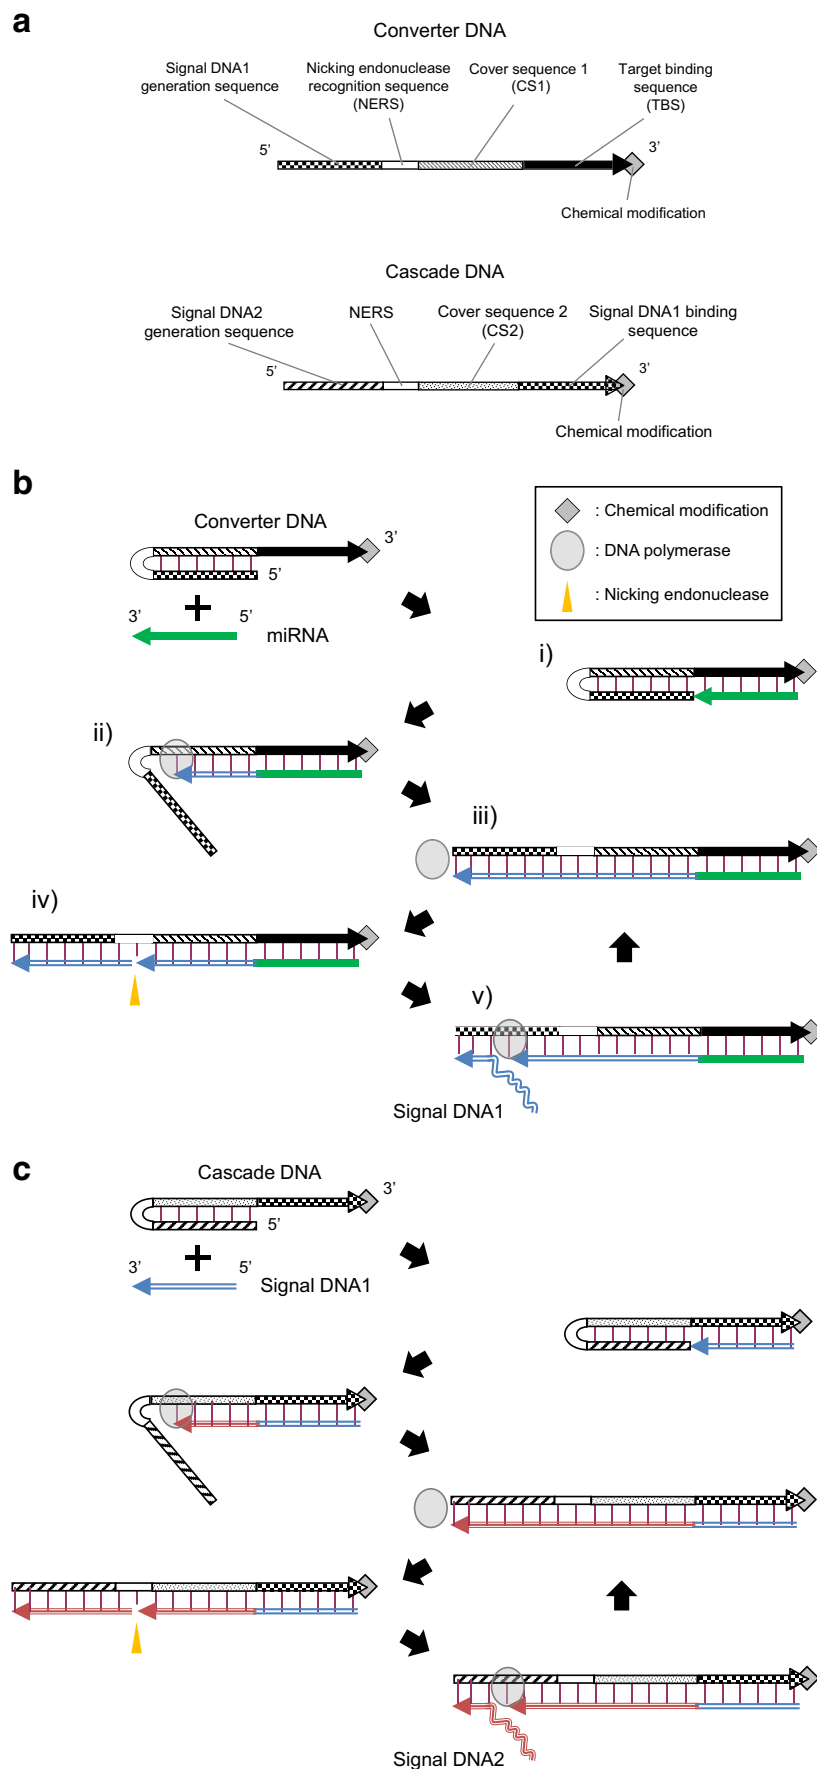 a
Converter DNA
Signal DNA1
generation sequence
Nicking endonuclease
recognition sequence
(NERS)
Cover sequence 1
(CS1)
Target binding
sequence
(TBS)
5’
3’
Chemical modification
Cascade DNA
Signal DNA2
generation sequence
NERS
Cover sequence 2
(CS2)
Signal DNA1 binding
sequence
5’
3’
Chemical modification
b
Converter DNA
3’
5’
3’
5’
miRNA
: Chemical modification
: DNA polymerase
: Nicking endonuclease
i)
ii)
iii)
iv)
v)
Signal DNA1
c
Cascade DNA
3’
5’
3’
5’
Signal DNA1
Signal DNA2